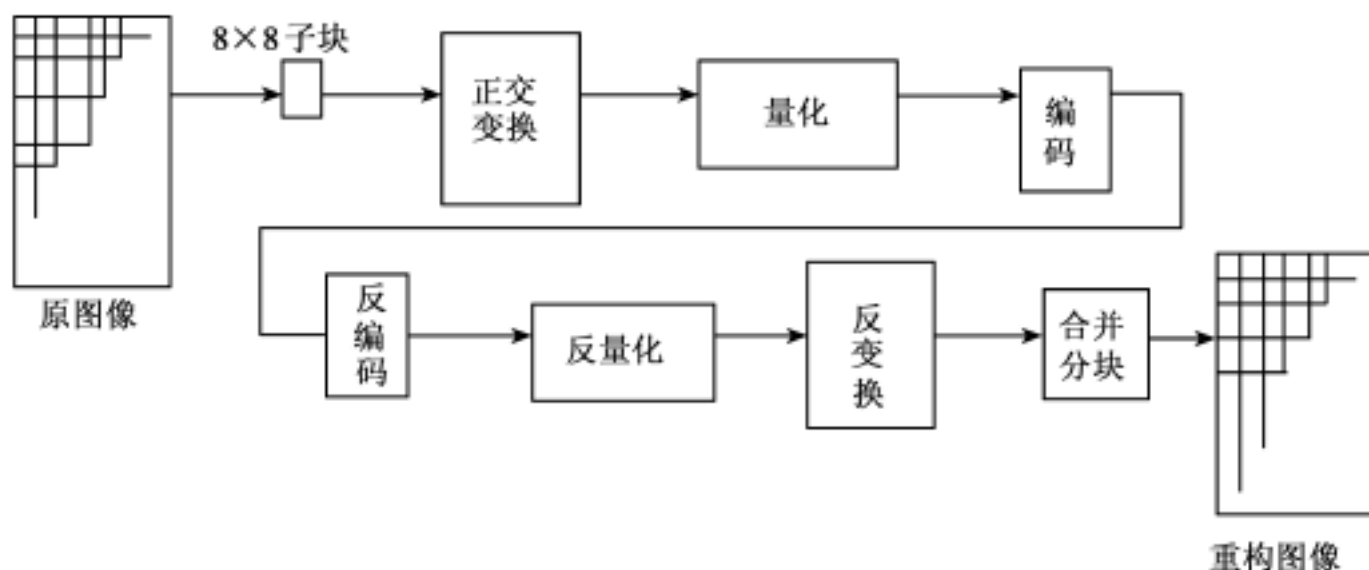 8×8子块
正交
变换
量化
编
码
原图像
反
编
码
反量化
反
变
换
合并
分块
重构图像